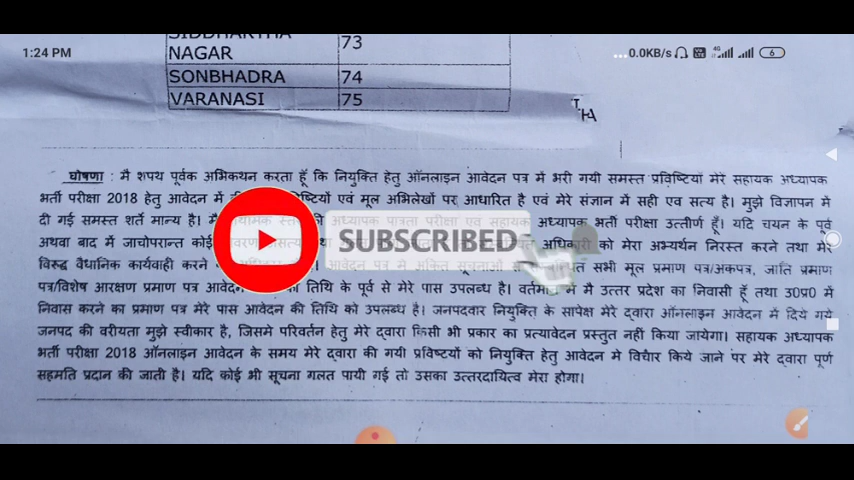 SIDDHARTHA
1:24 PM
73
0.0KB/s
4G
6
NAGAR
SONBHADRA 74
VARANASI 75
घोषणा : मै शपथ पूर्वक अभिकथन करता हूँ कि नियुक्ति हेतु ऑनलाइन आवेदन पत्र में भरी गयी समस्त प्रविष्टियां मेरे सहायक अध्यापक
भर्ती परीक्षा 2018 हेतु आवेदन में एवं मूल अभिलेखों पर आधारित है एवं मेरे संज्ञान में सही एव सत्य है। मुझे विज्ञापन में
दी गई समस्त शर्ते मान्य है। अध्यापक पात्रता परीक्षा एवं सहायक अध्यापक भर्ती परीक्षा उत्तीर्ण हूँ। यदि चयन के पूर्व
अथवा बाद में जाचोपरान्त कोई अधिकारी को मेरा अभ्यर्थन निरस्त करने तथा मेरे
SUBSCRIBED
विरूद्ध वैधानिक कार्यवाही करने आवेदन पत्र मे अंकित सूचनाओं सभी मूल प्रमाण पत्र/अकपत्र, जाति प्रमाण
पत्र/विशेष आरक्षण प्रमाण पत्र तिथि के पूर्व से मेरे पास उपलब्ध है। मै उत्तर प्रदेश का निवासी हूँ तथा उ0प्र0 में
निवास करने का प्रमाण पत्र मेरे पास आवेदन की तिथि को उपलब्ध है। जनपदवार नियुक्ति के सापेक्ष मेरे द्वारा ऑनलाइन आवेदन में दिये गये
जनपद की वरीयता मुझे स्वीकार है, जिसमे परिवर्तन हेतु मेरे द्वारा किसी भी प्रकार का प्रत्यावेदन प्रस्तुत नहीं किया जायेगा। सहायक अध्यापक
भर्ती परीक्षा 2018 ऑनलाइन आवेदन के समय मेरे द्वारा की गयी प्रविष्टयों को नियुक्ति हेतु आवेदन मे विचार किये जाने पर मेरे द्वारा पूर्ण
सहमति प्रदान की जाती है। यदि कोई भी सूचना गलत पायी गई तो उसका उत्तरदायित्व मेरा होगा।